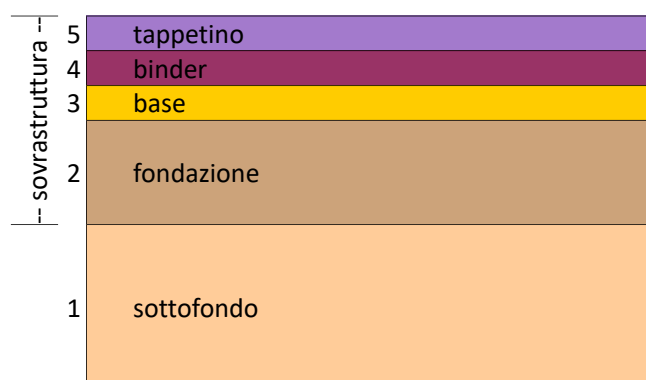 -- sovrastruttura --
5 tappetino
4 binder
3 base
2 fondazione
1 sottofondo